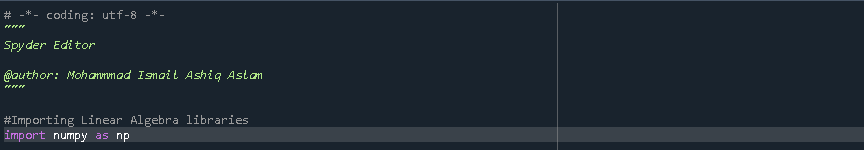 # -*- coding: utf-8 -*-
"""
Spyder Editor
@author: Mohammmad Ismail Ashiq Aslam
"""
#Importing Linear Algebra libraries
import numpy as np